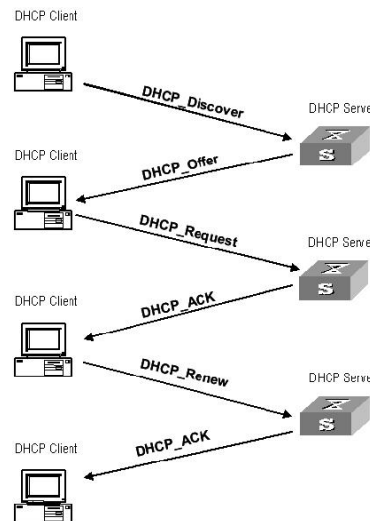 DHCP Client
DHCP_Discover
DHCP Serve
S
DHCP Client
DHCP_Offer
DHCP_Request
DHCP Serve
S
DHCP Client
DHCP_ACK
DHCP_Renew
DHCP Serve
S
DHCP Client
DHCP_ACK